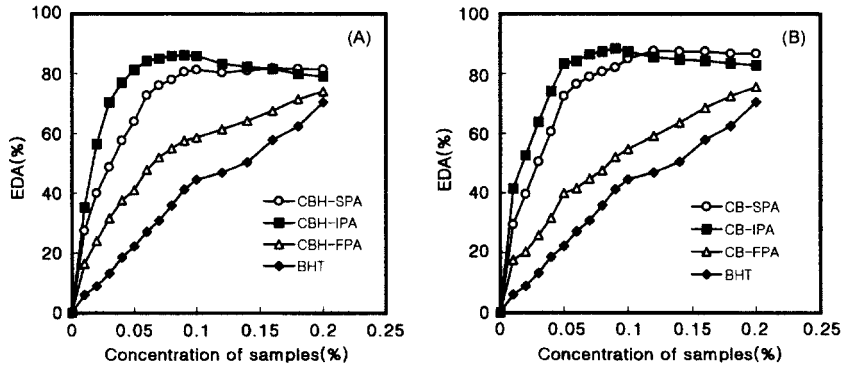 (A)
EDA(%)
100
80
60
40
20
0
CBH-SPA
CBH-IPA
CBH-FPA
BHT
0 0.05 0.1 0.15 0.2 0.25
Concentration of samples(%)
(B)
EDA(%)
100
80
60
40
20
0
CB-SPA
CB-IPA
CB-FPA
BHT
0 0.05 0.1 0.15 0.2 0.25
Concentration of samples(%)